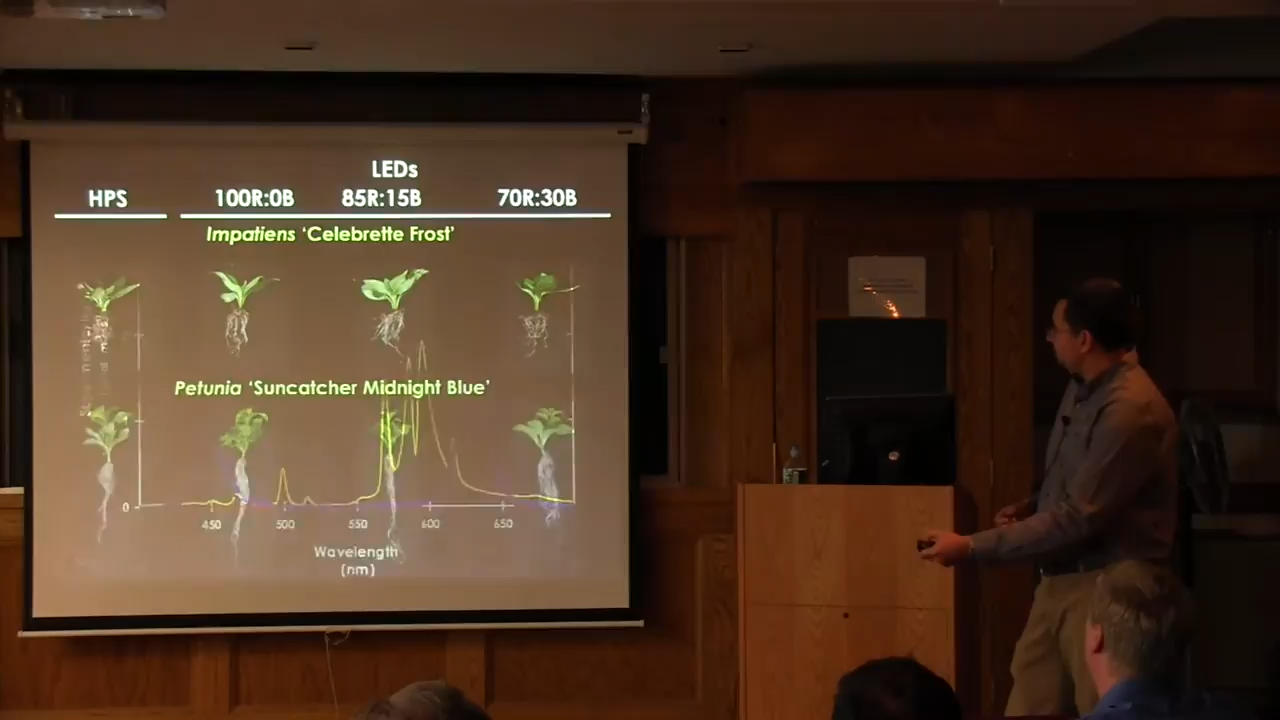 LEDs
HPS 100R:0B 85R:15B 70R:30B
Impatiens ‘Celebrette Frost’
Petunia ‘Suncatcher Midnight Blue’
0
450 500 550 600 650
Wavelength
(nm)